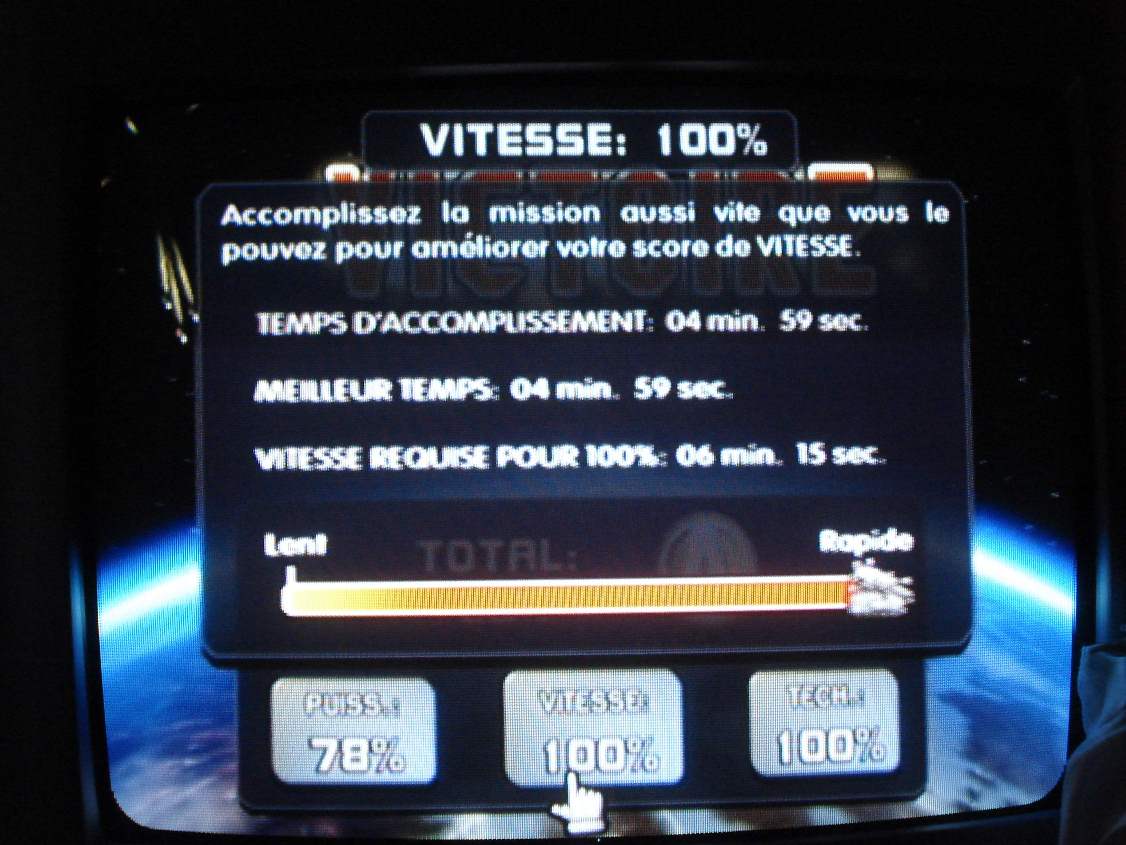 VITESSE: 100%
VICTOIRE
Accomplissez la mission aussi vite que vous le
pouvez pour améliorer votre score de VITESSE.
TEMPS D'ACCOMPLISSEMENT: 04 min. 59 sec.
MEILLEUR TEMPS: 04 min. 59 sec.
VITESSE REQUISE POUR 100%: 06 min. 15 sec.
Lent Rapide
TOTAL:
PUISS.: VITESSE: TECH.:
78% 100% 100%